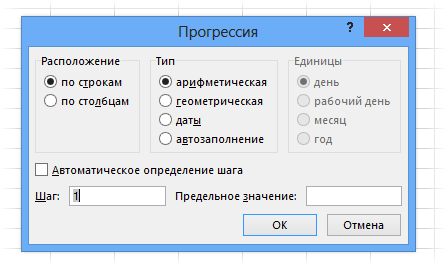 Прогрессия
? ×
Расположение
по строкам
по столбцам
Тип
арифметическая
геометрическая
даты
автозаполнение
Единицы
день
рабочий день
месяц
год
Автоматическое определение шага
Шаг: 1
Предельное значение:
ОК
Отмена